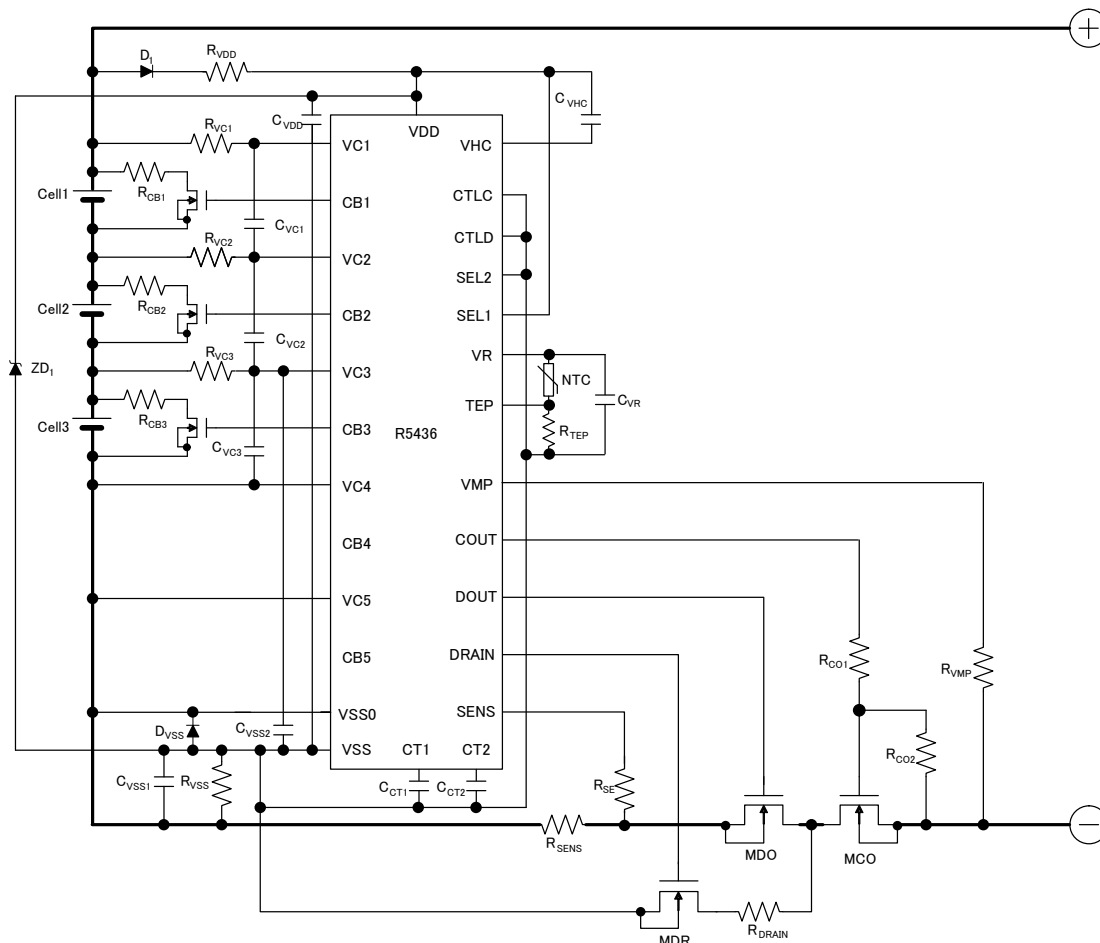 +
D1
RVDD
CVHC
CVDD
VDD
RVC1
VC1
VHC
Cell1
RCB1
CB1
CTLC
CVC1
CTLD
RVC2
VC2
SEL2
Cell2
RCB2
CB2
SEL1
CVC2
RVC3
VC3
VR
ZD1
NTC
CVR
TEP
Cell3
RCB3
CB3
R5436
RTEP
CVC3
VC4
VMP
CB4
COUT
VC5
DOUT
CB5
DRAIN
RCO1
RVMP
VSS0
SENS
DVSS
CVSS2
VSS
CT1
CT2
RCO2
CVSS1
RVSS
CCT1
CCT2
RSE
−
RSENS
MDO
MCO
MDR
RDRAIN